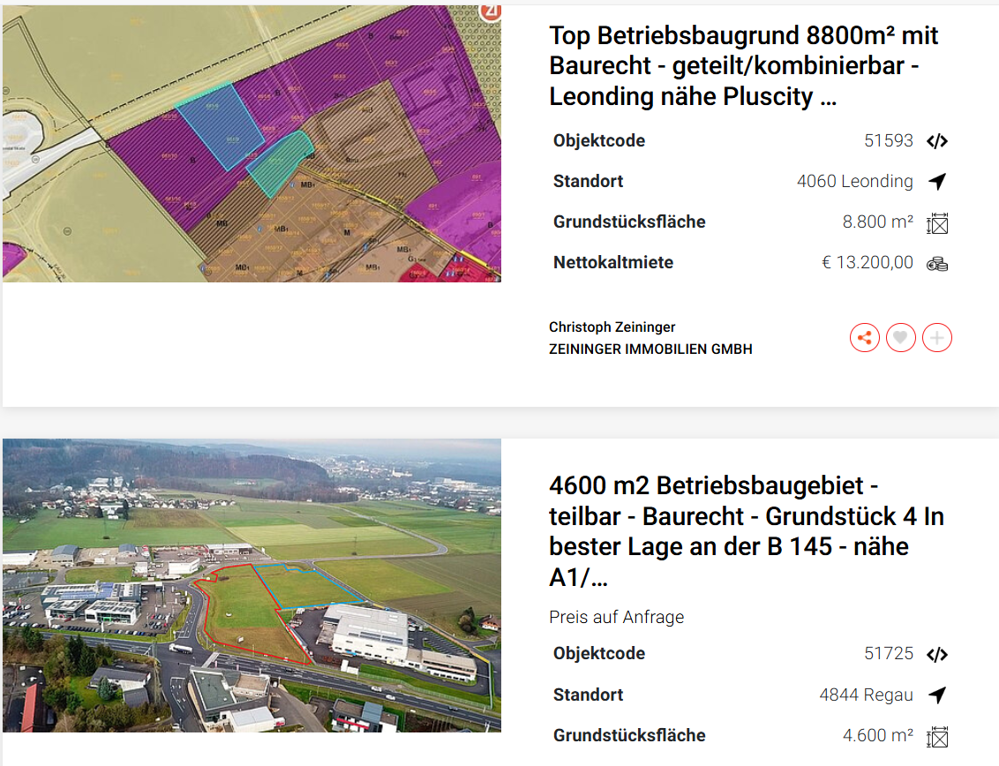 Top Betriebsbaugrund 8800m² mit
Baurecht - geteilt/kombinierbar -
Leonding nähe Pluscity ...
Objektcode 51593
Standort 4060 Leonding
Grundstücksfläche 8.800 m²
Nettokaltmiete € 13.200,00
Christoph Zeininger
ZEININGER IMMOBILIEN GMBH
4600 m2 Betriebsbaugebiet -
teilbar - Baurecht - Grundstück 4 In
bester Lage an der B 145 - nähe
A1/...
Preis auf Anfrage
Objektcode 51725
Standort 4844 Regau
Grundstücksfläche 4.600 m²